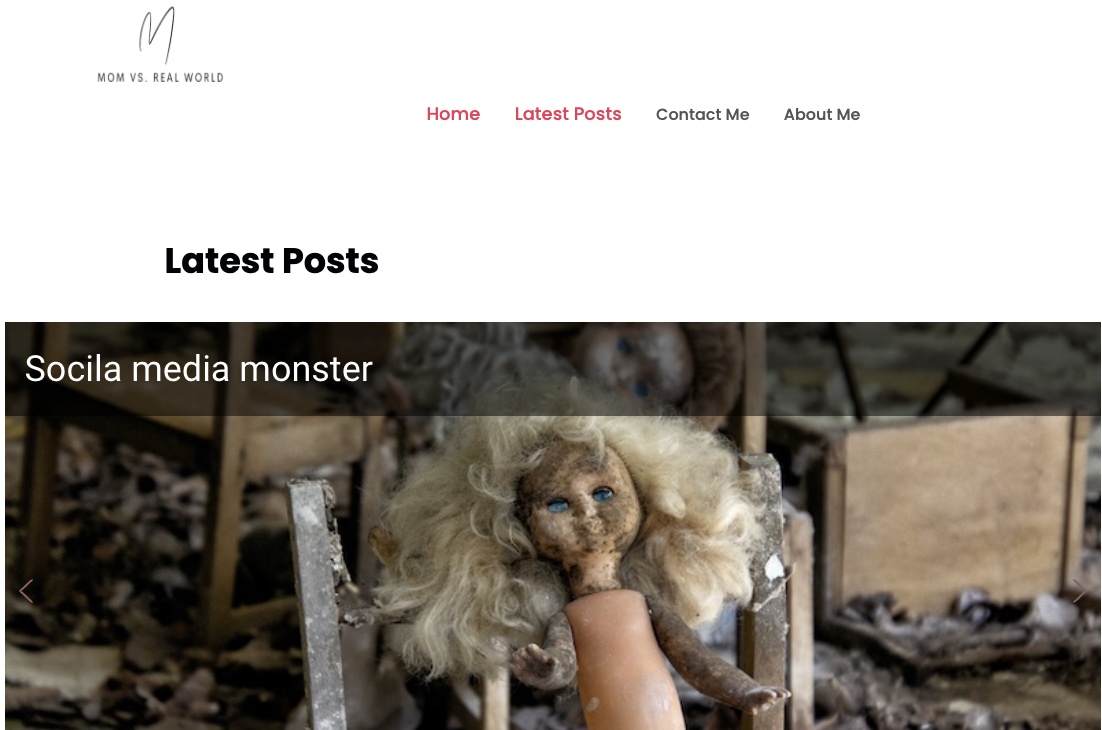 M
MOM VS. REAL WORLD
Home Latest Posts Contact Me About Me
Latest Posts
Socila media monster